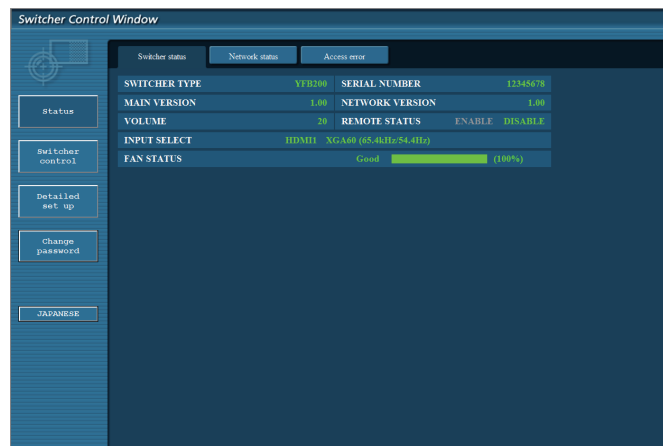 Switcher Control Window
Switcher status
Network status
Access error
SWITCHER TYPE YFB200 SERIAL NUMBER 12345678
MAIN VERSION 1.00 NETWORK VERSION 1.00
VOLUME 20 REMOTE STATUS ENABLE DISABLE
INPUT SELECT HDMI1 XGA60 (65.4kHz/54.4Hz)
FAN STATUS Good (100%)
Status
Switcher
control
Detailed
set up
Change
password
JAPANESE